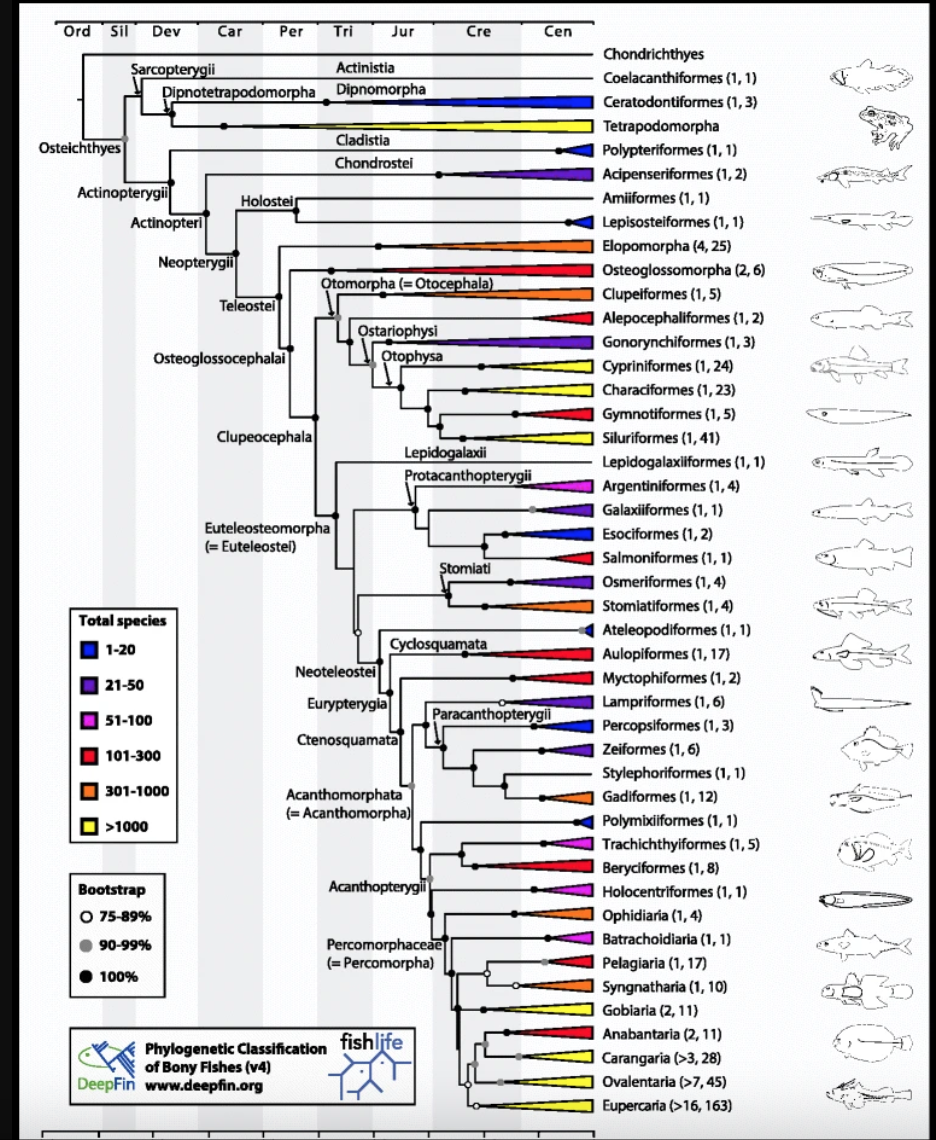 Ord Sil Dev Car Per Tri Jur Cre Cen
Chondrichthyes
Sarcopterygii
Actinistia
Coelacanthiformes (1, 1)
Dipnotetrapodomorpha
Dipnomorpha
Ceratodontiformes (1, 3)
Tetrapodomorpha
Osteichthyes
Cladistia
Polypteriformes (1, 1)
Chondrostei
Acipenseriformes (1, 2)
Actinopterygii
Holostei
Amiiformes (1, 1)
Actinopteri
Lepisosteiformes (1, 1)
Elopomorpha (4, 25)
Neopterygii
Osteoglossomorpha (2, 6)
Otomorpha (= Otocephala)
Clupeiformes (1, 5)
Teleostei
Alepocephaliformes (1, 2)
Ostariophysi
Gonorynchiformes (1, 3)
Osteoglossocephalai
Otophysa
Cypriniformes (1, 24)
Characiformes (1, 23)
Gymnotiformes (1, 5)
Clupeocephala
Siluriformes (1, 41)
Lepidogalaxii
Lepidogalaxiiformes (1, 1)
Protacanthopterygii
Argentiniformes (1, 4)
Galaxiiformes (1, 1)
Euteleosteomorpha
(= Euteleostei)
Esociformes (1, 2)
Salmoniformes (1, 1)
Stomiati
Osmeriformes (1, 4)
Stomiatiformes (1, 4)
Ateleopodiformes (1, 1)
Cyclosquamata
Aulopiformes (1, 17)
Neoteleostei
Myctophiformes (1, 2)
Eurypterygia
Lampriformes (1, 6)
Paracanthopterygii
Percopsiformes (1, 3)
Ctenosquamata
Zeiformes (1, 6)
Stylephoriformes (1, 1)
Acanthomorphata
(= Acanthomorpha)
Gadiformes (1, 12)
Polymixiiformes (1, 1)
Trachichthyiformes (1, 5)
Beryciformes (1, 8)
Acanthopterygii
Holocentriformes (1, 1)
Ophidiaria (1, 4)
Percomorphaceae
(= Percomorpha)
Batrachoidiaria (1, 1)
Pelagiaria (1, 17)
Syngnatharia (1, 10)
Gobiaria (2, 11)
Anabantaria (2, 11)
Carangaria (>3, 28)
Ovalentaria (>7, 45)
Eupercaria (>16, 163)
Total species
1-20
21-50
51-100
101-300
301-1000
>1000
Bootstrap
75-89%
90-99%
100%
DeepFin
Phylogenetic Classification
of Bony Fishes (v4)
www.deepfin.org
fishlife